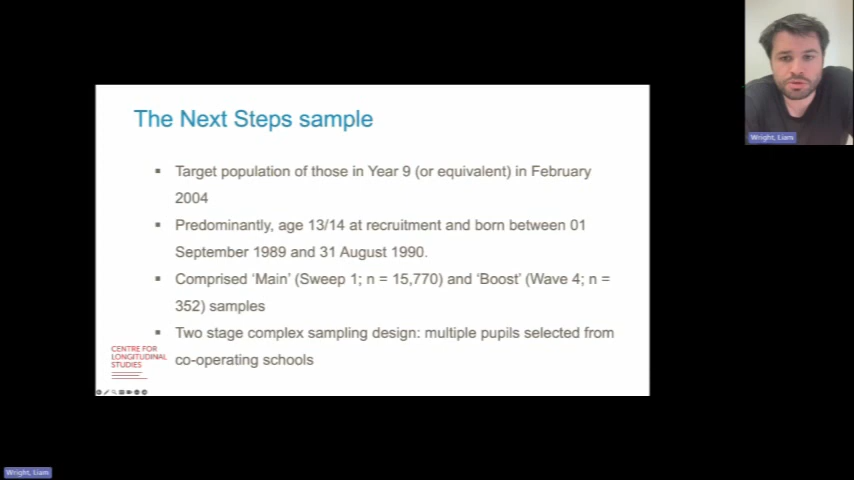 The Next Steps sample
Target population of those in Year 9 (or equivalent) in February
2004
Predominantly, age 13/14 at recruitment and born between 01
September 1989 and 31 August 1990.
Comprised ‘Main’ (Sweep 1; n = 15,770) and ‘Boost’ (Wave 4; n =
352) samples
Two stage complex sampling design: multiple pupils selected from
co-operating schools
CENTRE FOR
LONGITUDINAL
STUDIES
Wright, Liam
Wright, Liam